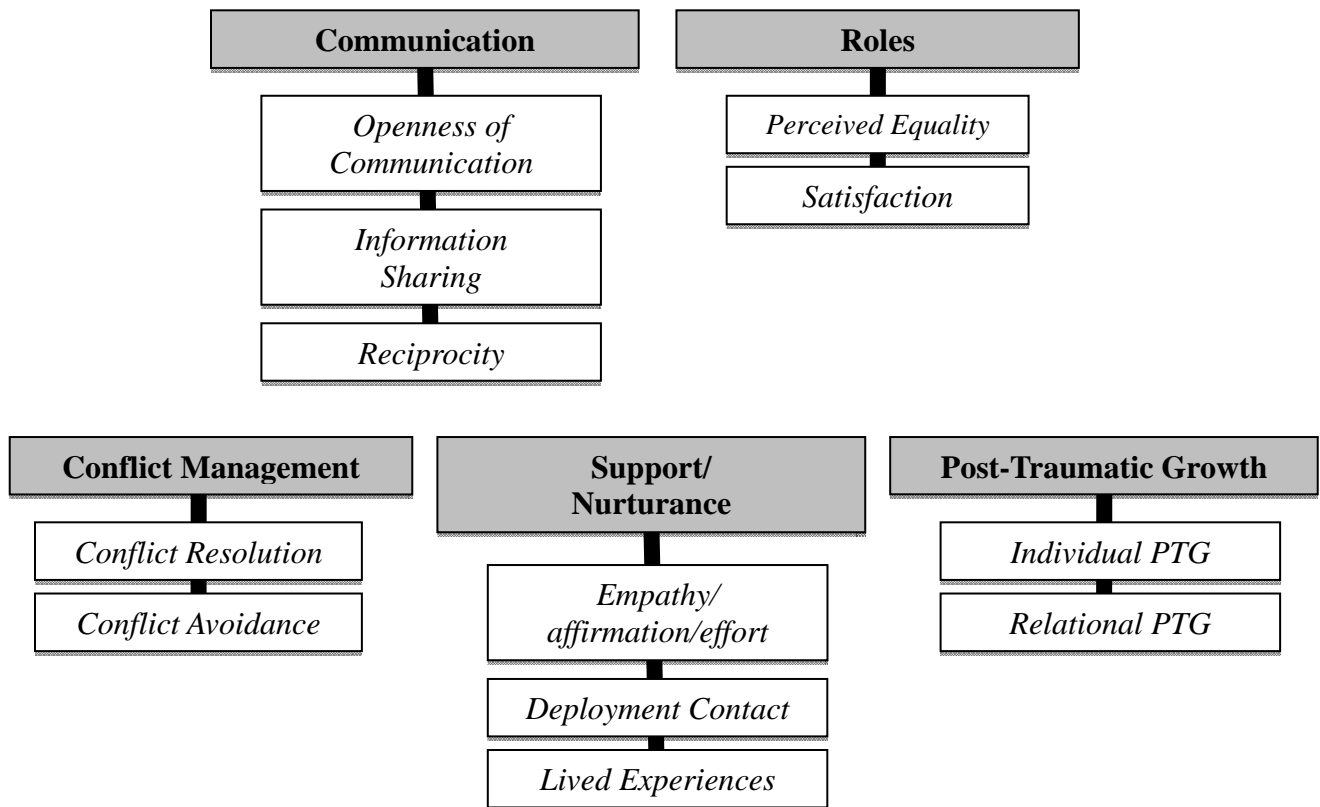 Communication
Openness of
Communication
Information
Sharing
Reciprocity
Roles
Perceived Equality
Satisfaction
Conflict Management
Conflict Resolution
Conflict Avoidance
Support/
Nurturance
Empathy/
affirmation/effort
Deployment Contact
Lived Experiences
Post-Traumatic Growth
Individual PTG
Relational PTG